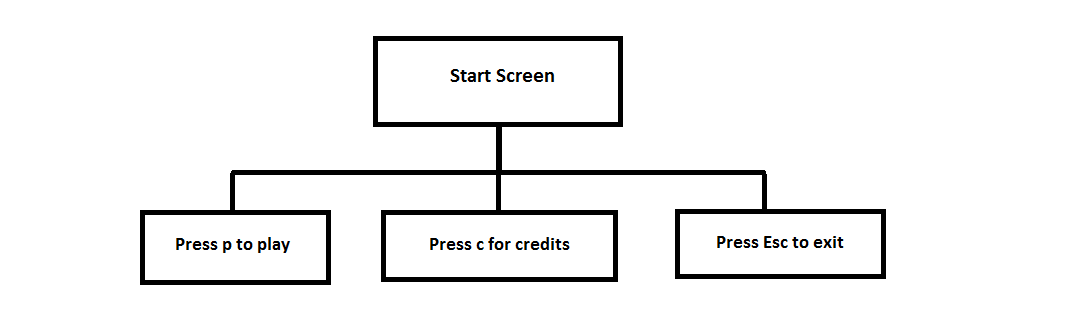 Start Screen
Press p to play
Press c for credits
Press Esc to exit